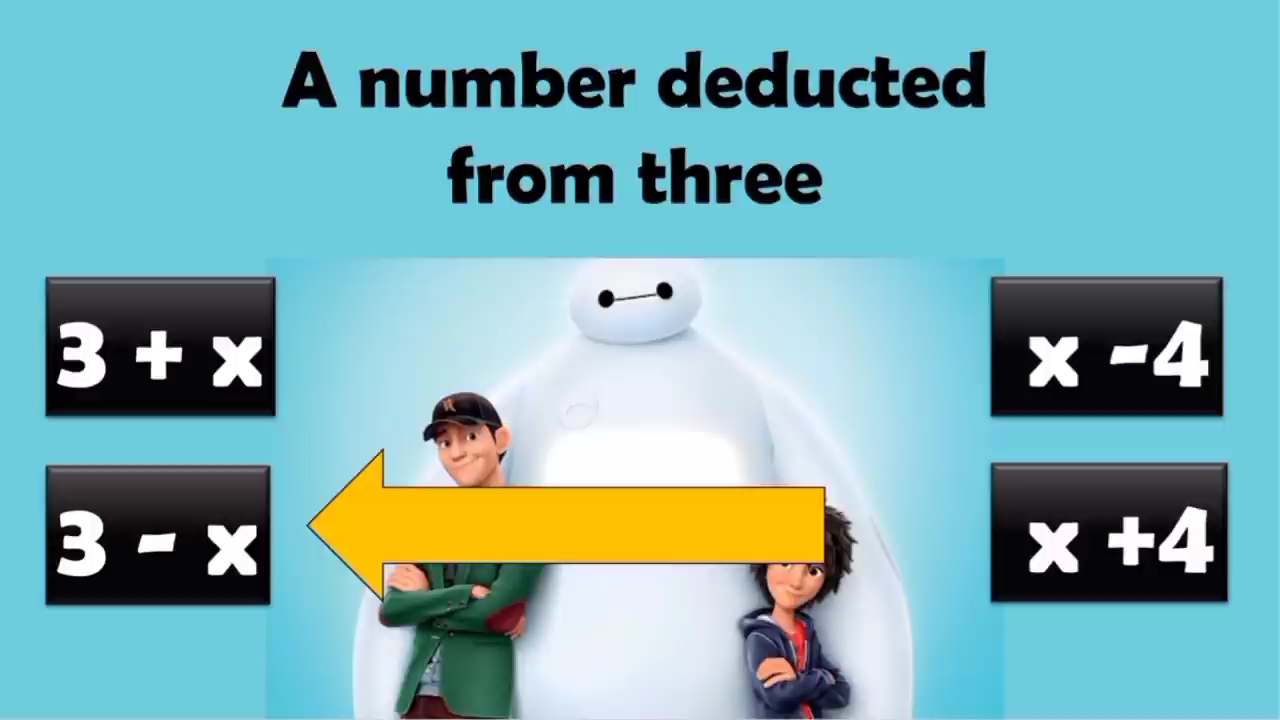 A number deducted
from three
3 + x
x -4
3 - x
x +4